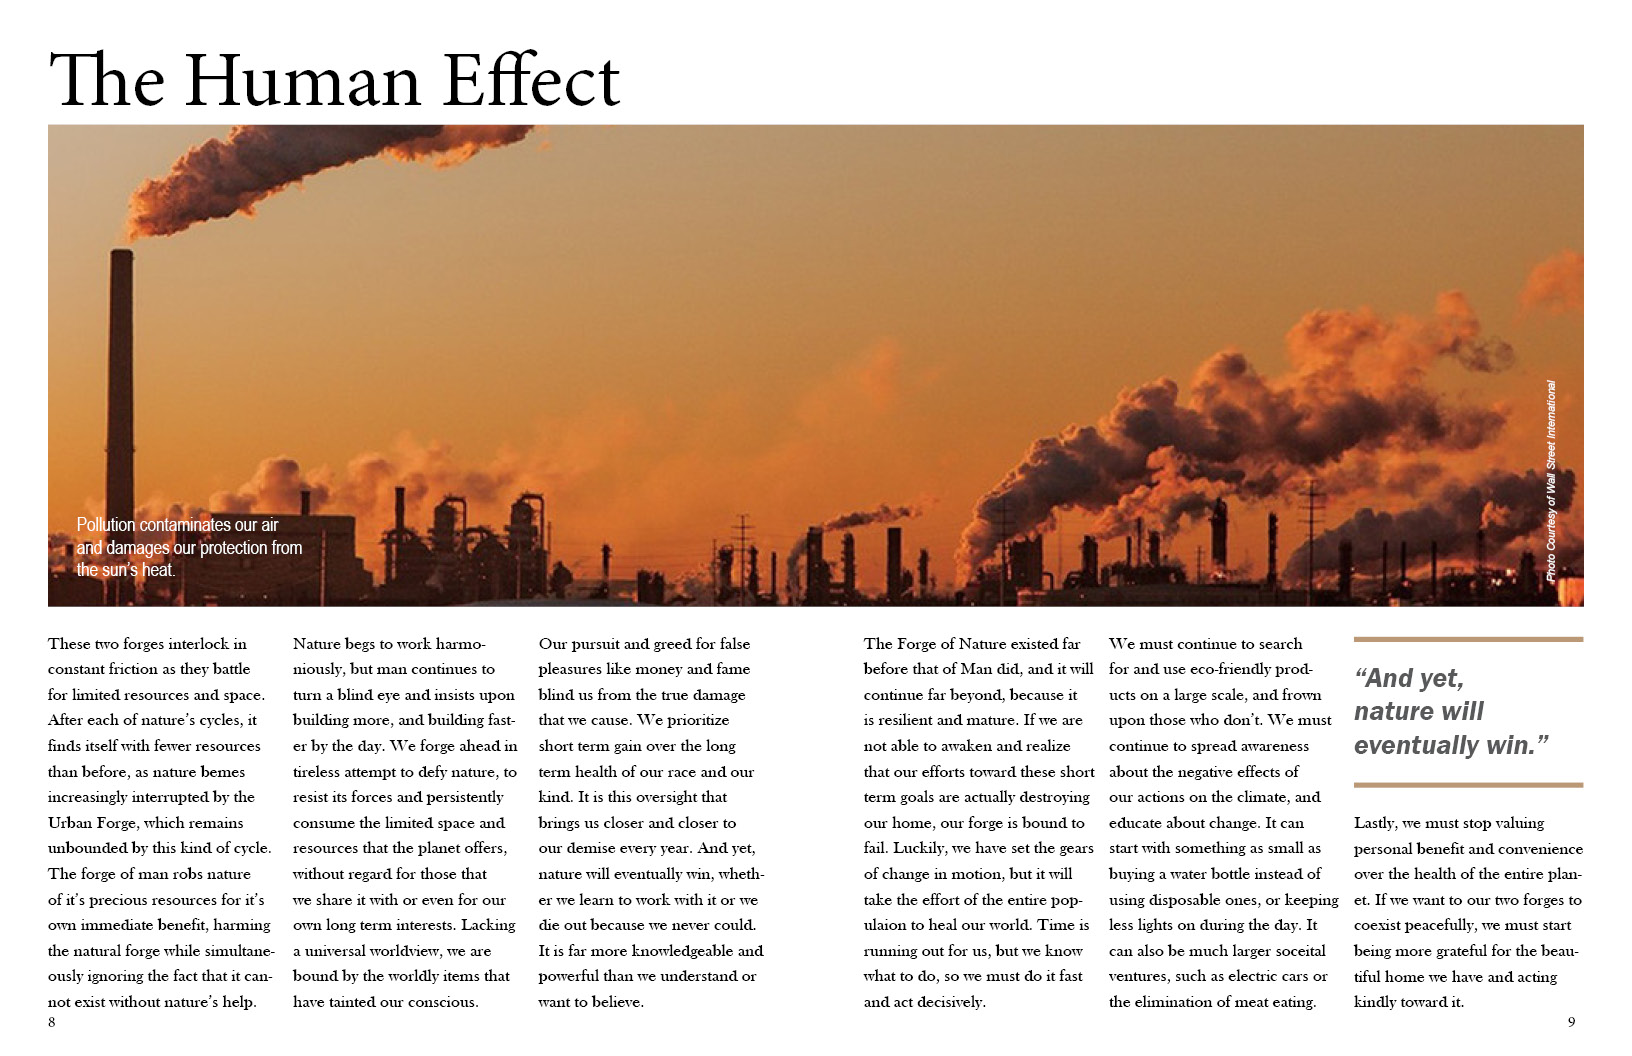 The Human Effect
Pollution contaminates our air
and damages our protection from
the sun's heat.
Photo Courtesy of Wall Street International
These two forges interlock in
constant friction as they battle
for limited resources and space.
After each of nature's cycles, it
finds itself with fewer resources
than before, as nature bemes
increasingly interrupted by the
Urban Forge, which remains
unbounded by this kind of cycle.
The forge of man robs nature
of it's precious resources for it's
own immediate benefit, harming
the natural forge while simultane-
ously ignoring the fact that it can-
not exist without nature's help.
Nature begs to work harmo-
niously, but man continues to
turn a blind eye and insists upon
building more, and building fast-
er by the day. We forge ahead in
tireless attempt to defy nature, to
resist its forces and persistently
consume the limited space and
resources that the planet offers,
without regard for those that
we share it with or even for our
own long term interests. Lacking
a universal worldview, we are
bound by the worldly items that
have tainted our conscious.
Our pursuit and greed for false
pleasures like money and fame
blind us from the true damage
that we cause. We prioritize
short term gain over the long
term health of our race and our
kind. It is this oversight that
brings us closer and closer to
our demise every year. And yet,
nature will eventually win, wheth-
er we learn to work with it or we
die out because we never could.
It is far more knowledgeable and
powerful than we understand or
want to believe.
The Forge of Nature existed far
before that of Man did, and it will
continue far beyond, because it
is resilient and mature. If we are
not able to awaken and realize
that our efforts toward these short
term goals are actually destroying
our home, our forge is bound to
fail. Luckily, we have set the gears
of change in motion, but it will
take the effort of the entire pop-
ulaion to heal our world. Time is
running out for us, but we know
what to do, so we must do it fast
and act decisively.
We must continue to search
for and use eco-friendly prod-
ucts on a large scale, and frown
upon those who don't. We must
continue to spread awareness
about the negative effects of
our actions on the climate, and
educate about change. It can
start with something as small as
buying a water bottle instead of
using disposable ones, or keeping
less lights on during the day. It
can also be much larger soceital
ventures, such as electric cars or
the elimination of meat eating.
"And yet,
nature will
eventually win."
Lastly, we must stop valuing
personal benefit and convenience
over the health of the entire plan-
et. If we want to our two forges to
coexist peacefully, we must start
being more grateful for the beau-
tiful home we have and acting
kindly toward it.
8
9